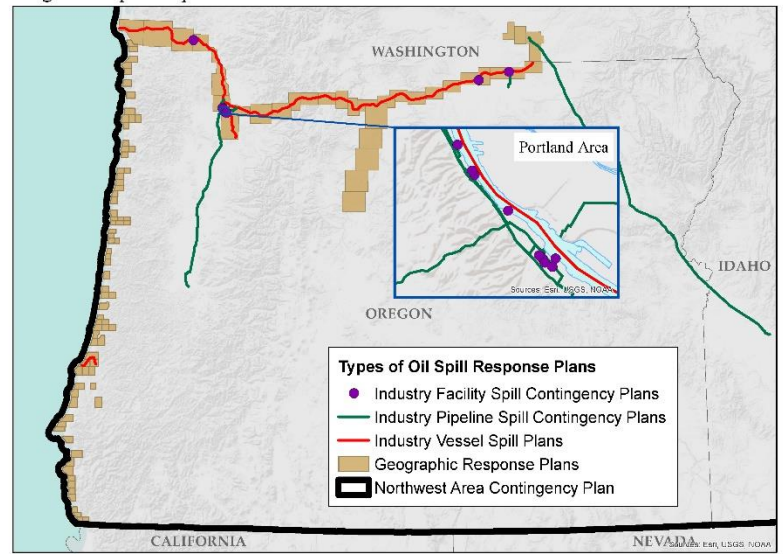 WASHINGTON
Portland Area
Sources: Esri, USGS, NOAA
IDAHO
OREGON
Types of Oil Spill Response Plans
Industry Facility Spill Contingency Plans
Industry Pipeline Spill Contingency Plans
Industry Vessel Spill Plans
Geographic Response Plans
Northwest Area Contingency Plan
CALIFORNIA
NEVADA
Sources: Esri, USGS, NOAA